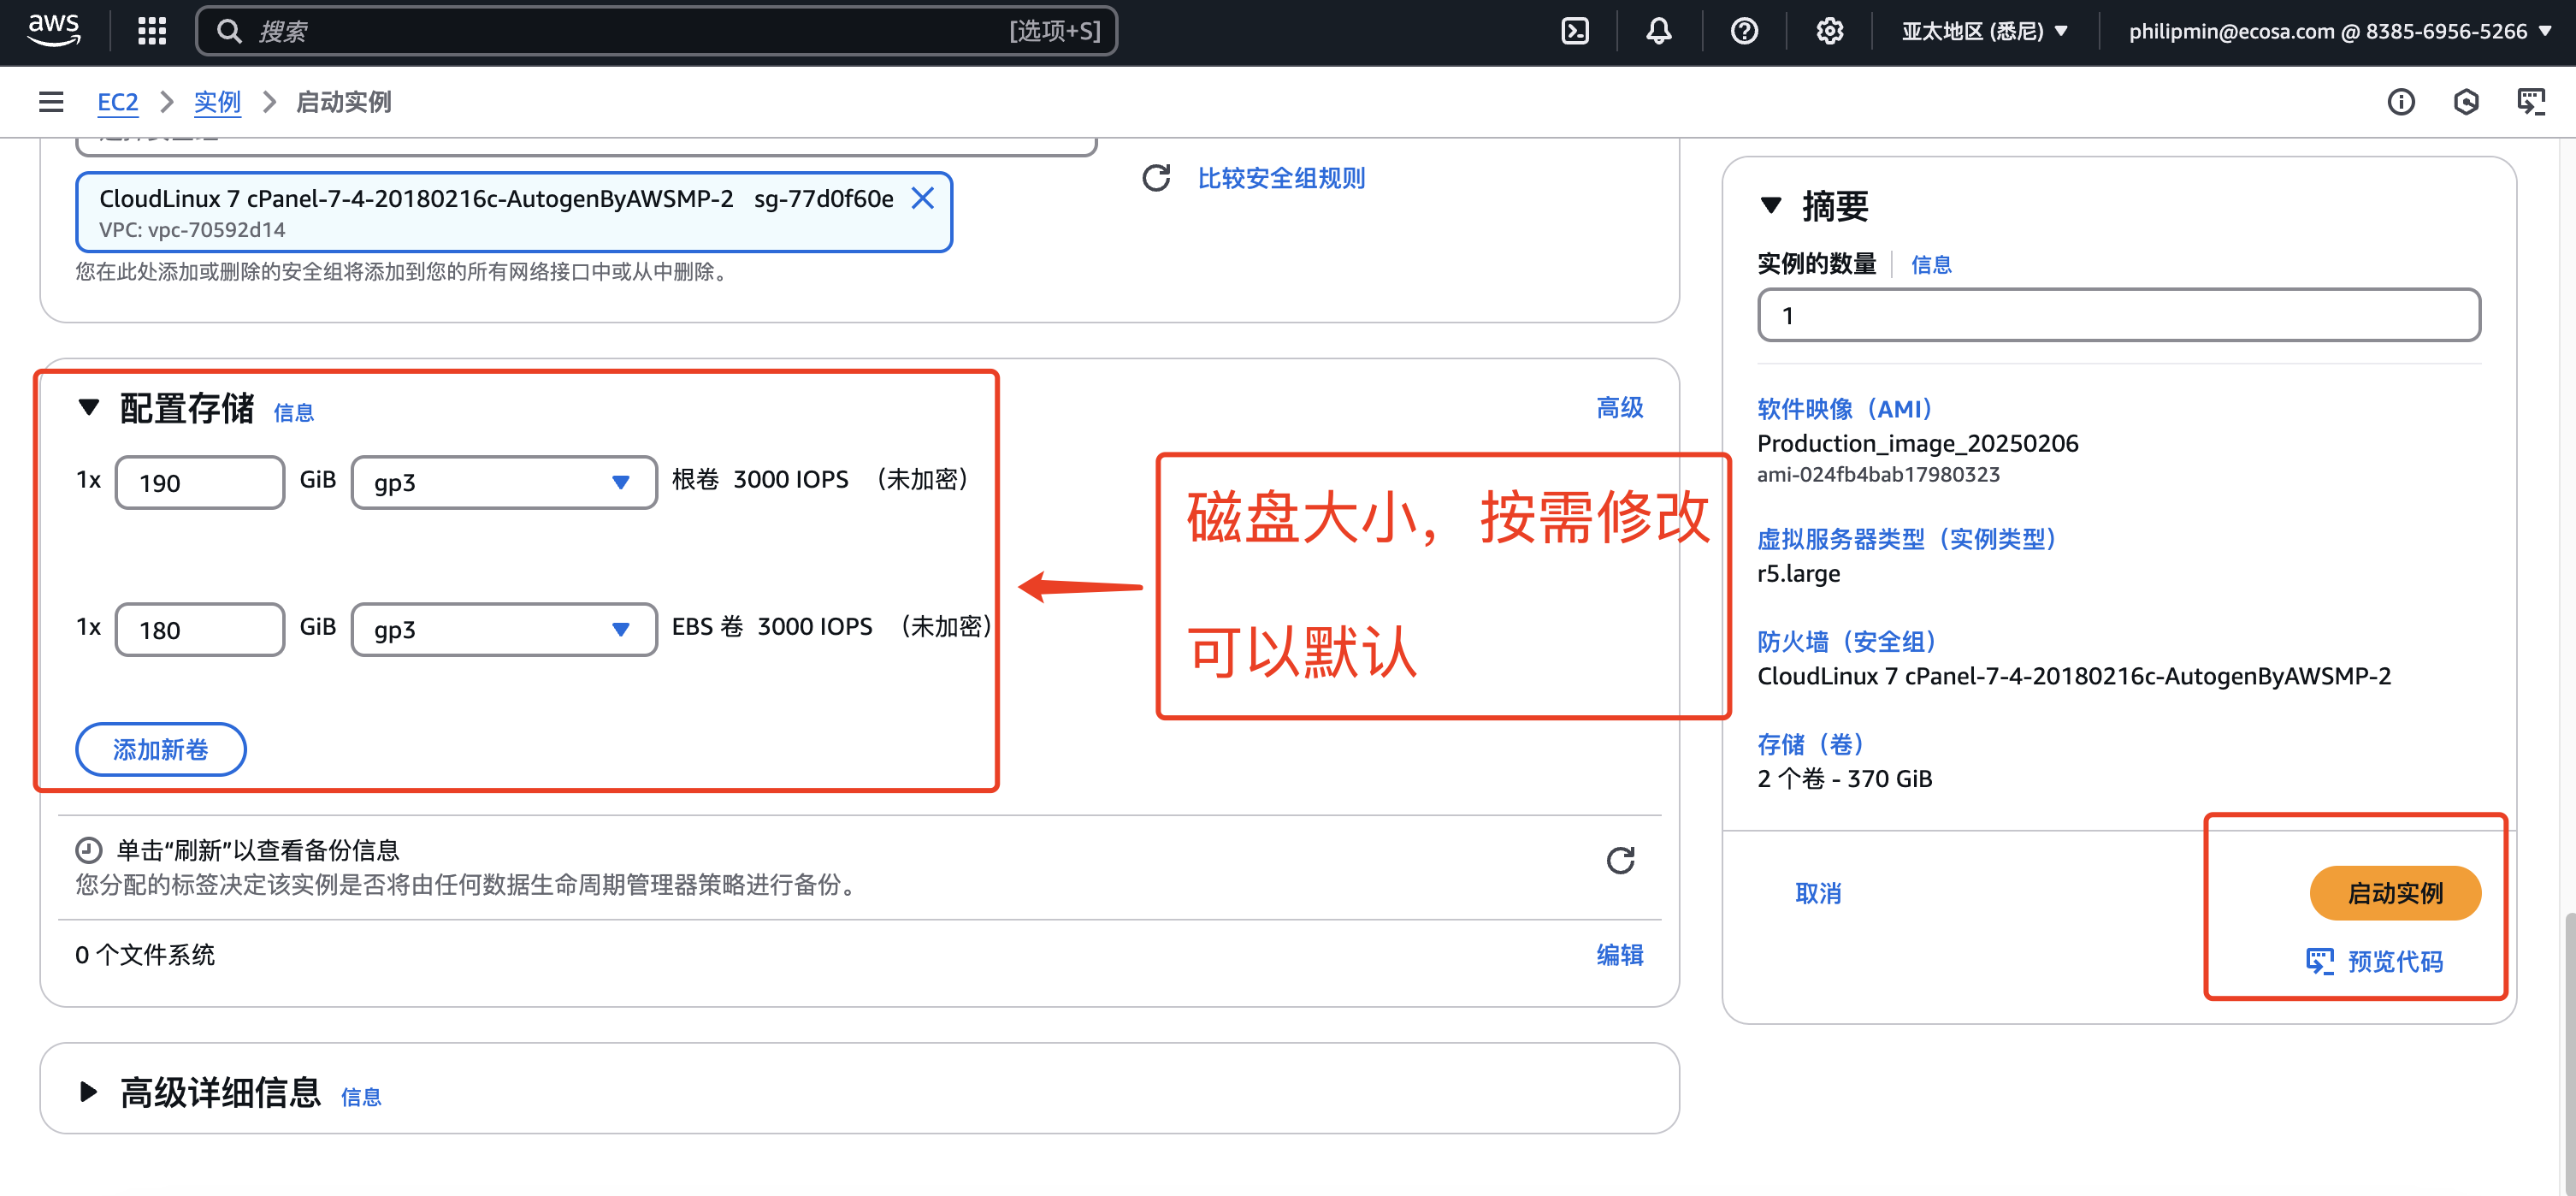 aws
搜索
[选项+S]
亚太地区 (悉尼)
philipmin@ecosa.com @ 8385-6956-5266
EC2
实例
启动实例
CloudLinux 7 cPanel-7-4-20180216c-AutogenByAWSMP-2 sg-77d0f60e
VPC: vpc-70592d14
比较安全组规则
您在此处添加或删除的安全组将添加到您的所有网络接口中或从中删除。
配置存储 信息
高级
1x 190 GiB gp3 根卷 3000 IOPS （未加密）
1x 180 GiB gp3 EBS 卷 3000 IOPS （未加密）
添加新卷
磁盘大小，按需修改
可以默认
单击“刷新”以查看备份信息
您分配的标签决定该实例是否将由任何数据生命周期管理器策略进行备份。
0 个文件系统
编辑
高级详细信息 信息
摘要
实例的数量 信息
1
软件映像（AMI）
Production_image_20250206
ami-024fb4bab17980323
虚拟服务器类型（实例类型）
r5.large
防火墙（安全组）
CloudLinux 7 cPanel-7-4-20180216c-AutogenByAWSMP-2
存储（卷）
2 个卷 - 370 GiB
取消
启动实例
预览代码